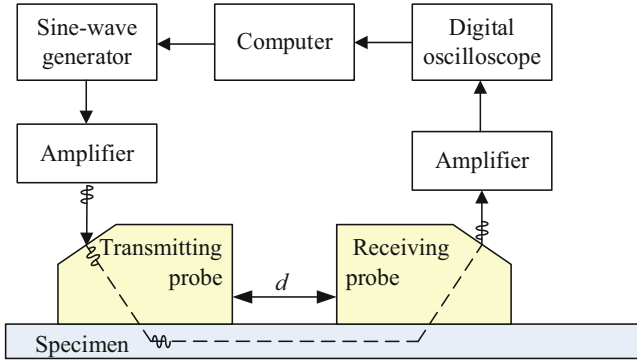 Sine-wave
generator
Computer
Digital
oscilloscope
Amplifier
Amplifier
Transmitting
probe
d
Receiving
probe
Specimen